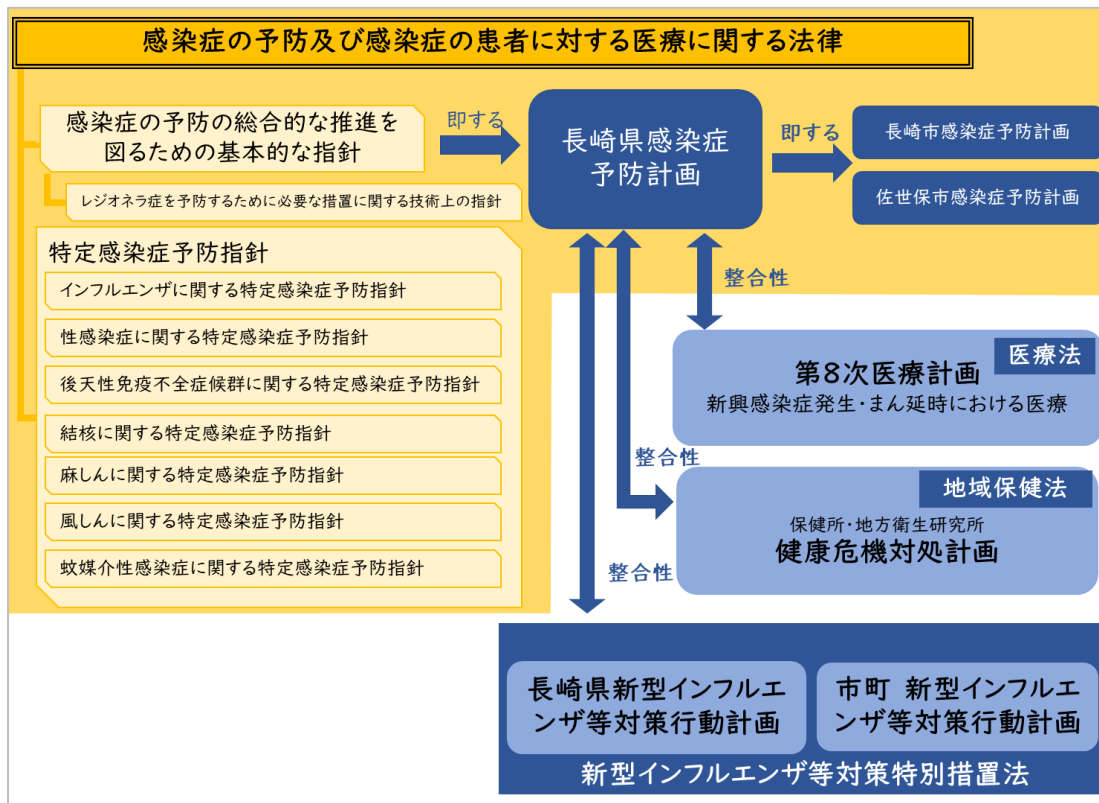 感染症の予防及び感染症の患者に対する医療に関する法律
感染症の予防の総合的な推進を
図るための基本的な指針
即する
長崎県感染症
予防計画
即する
長崎市感染症予防計画
佐世保市感染症予防計画
レジオネラ症を予防するために必要な措置に関する技術上の指針
特定感染症予防指針
インフルエンザに関する特定感染症予防指針
性感染症に関する特定感染症予防指針
後天性免疫不全症候群に関する特定感染症予防指針
結核に関する特定感染症予防指針
麻しんに関する特定感染症予防指針
風しんに関する特定感染症予防指針
蚊媒介性感染症に関する特定感染症予防指針
整合性
医療法
第8次医療計画
新興感染症発生・まん延時における医療
整合性
地域保健法
保健所・地方衛生研究所
健康危機対処計画
整合性
長崎県新型インフルエ
ンザ等対策行動計画
市町 新型インフルエ
ンザ等対策行動計画
新型インフルエンザ等対策特別措置法